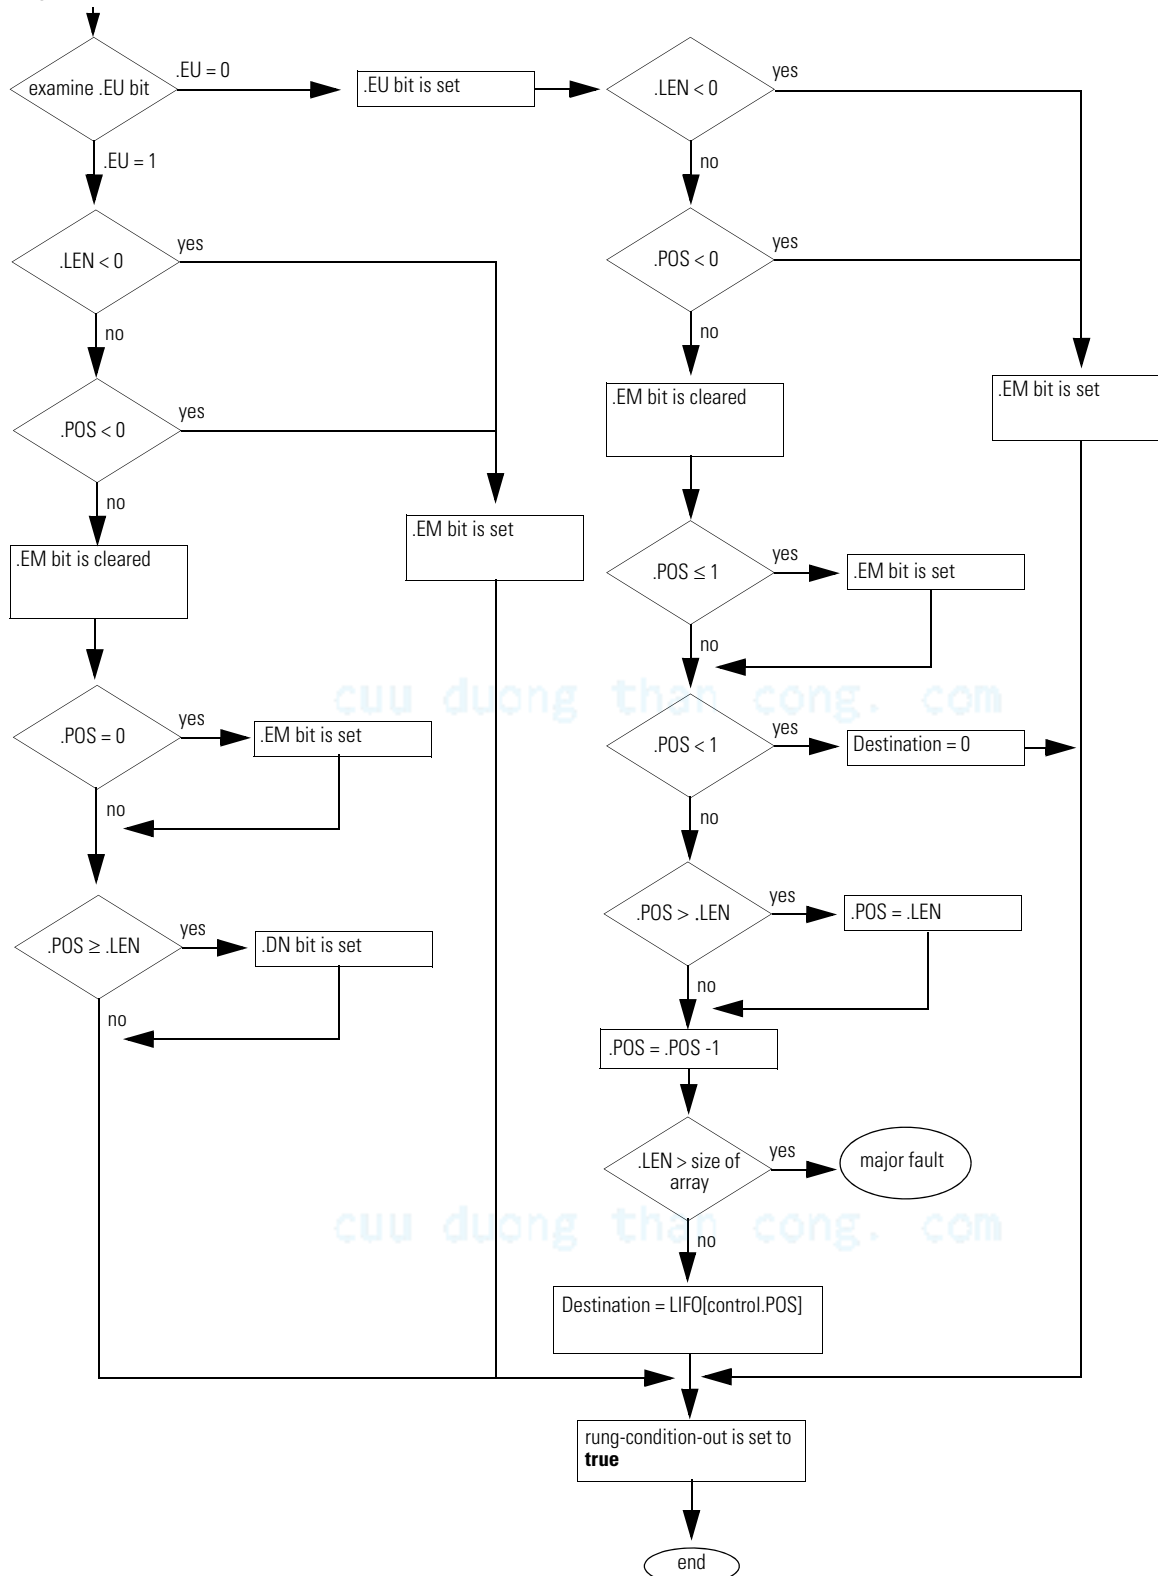 .EU = 0
examine .EU bit
.EU bit is set
.LEN < 0
yes
.EU = 1
no
.LEN < 0
yes
.POS < 0
yes
no
no
.POS < 0
yes
.EM bit is cleared
.EM bit is set
no
.EM bit is cleared
.EM bit is set
.POS ≤ 1
yes
.EM bit is set
no
cuu duong than cong. com
.POS = 0
yes
.EM bit is set
.POS < 1
yes
Destination = 0
no
no
.POS ≥ .LEN
yes
.DN bit is set
.POS > .LEN
yes
.POS = .LEN
no
no
.POS = .POS -1
.LEN > size of
array
yes
major fault
cuu duong than cong. com
no
Destination = LIFO[control.POS]
rung-condition-out is set to
true
end